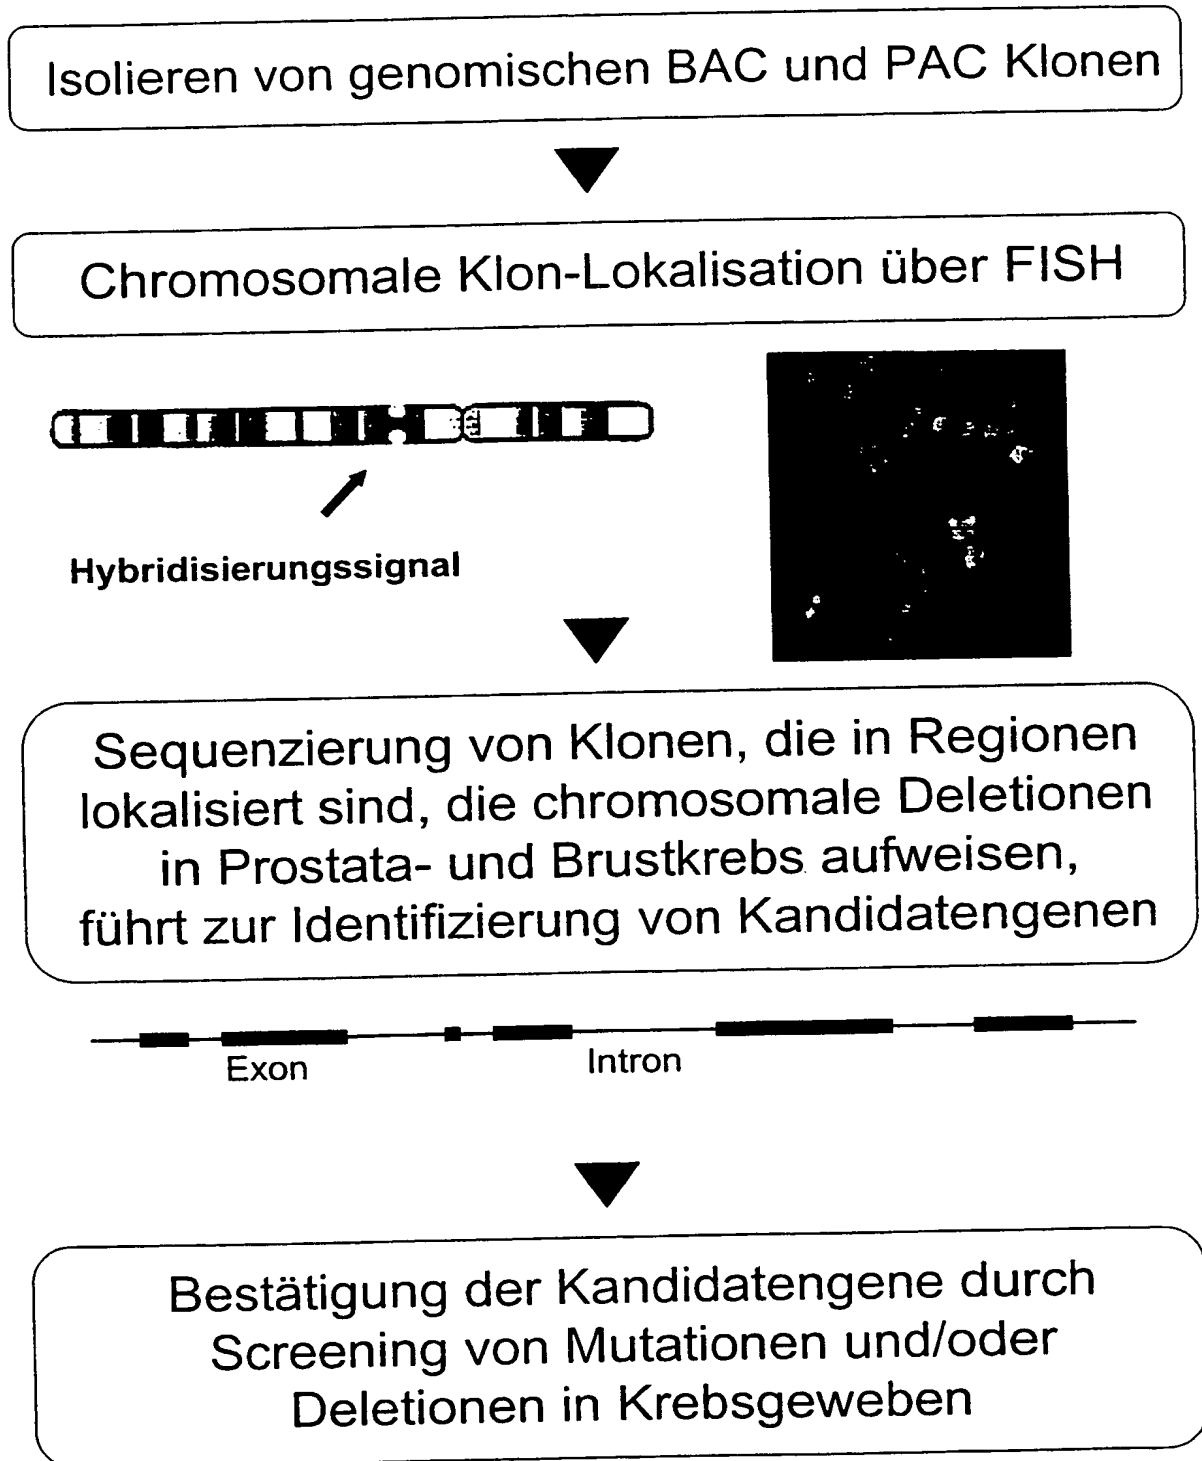 Isolieren von genomischen BAC und PAC Klonen
Chromosomale Klon-Lokalisation über FISH
Hybridisierungssignal
Sequenzierung von Klonen, die in Regionen
lokalisiert sind, die chromosomale Deletionen
in Prostata- und Brustkrebs aufweisen,
führt zur Identifizierung von Kandidatengenen
Exon
Intron
Bestätigung der Kandidatengene durch
Screening von Mutationen und/oder
Deletionen in Krebsgeweben